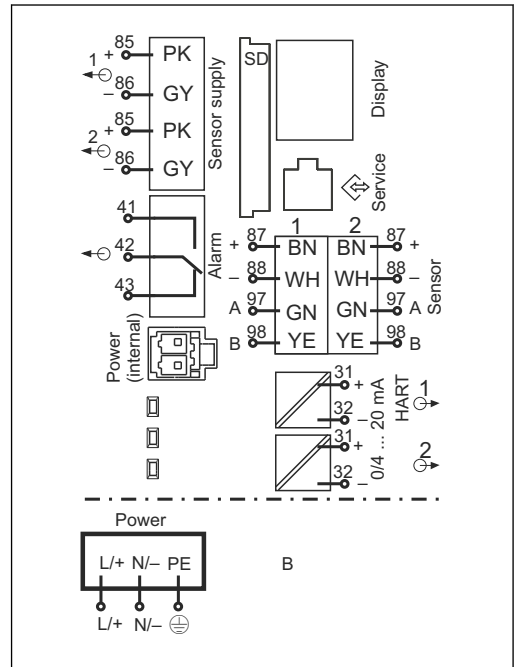 85
1 + PK
86
– GY
Sensor supply
85
2 + PK
86
– GY
SD
Display
Service
41
42
43
Alarm
1 2
87 BN BN 87
+ +
88 WH WH 88
– –
97 GN GN 97
A A
98 YE YE 98
B B
Sensor
Power
(internal)
31
+
32
–
31
+
32
–
0/4 ... 20 mA
HART
1
2
Power
L/+ N/– PE
L/+ N/–
B